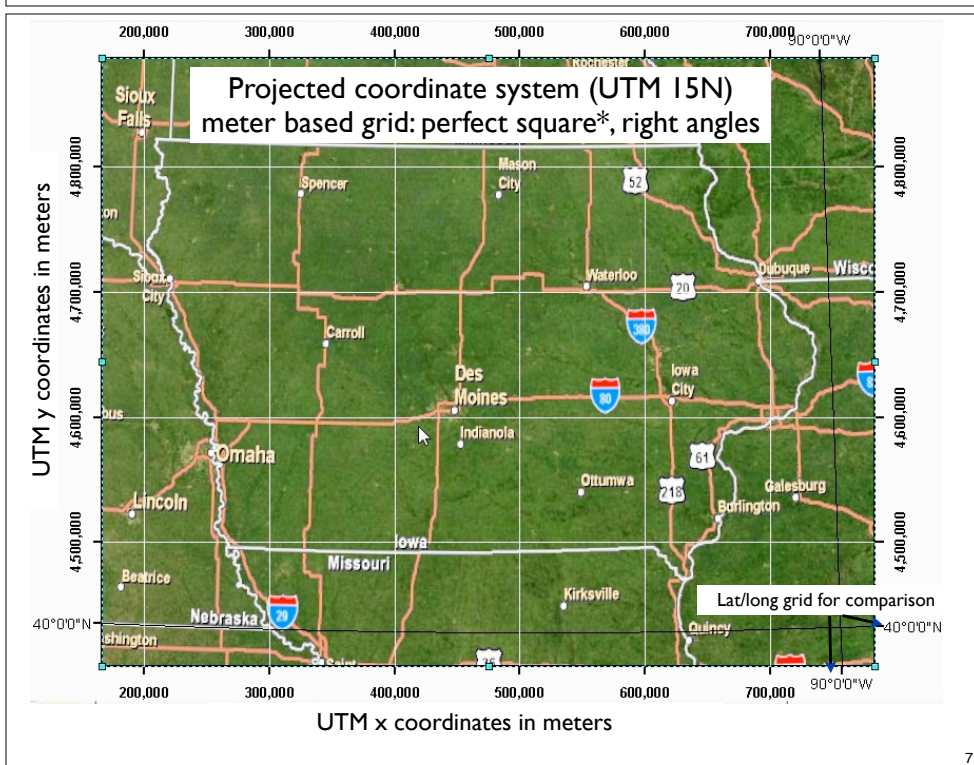 200,000 300,000 400,000 500,000 600,000 700,000
90°0'0"W
Projected coordinate system (UTM 15N)
meter based grid: perfect square*, right angles
Rochester
Sioux
Falls
4,800,000
4,800,000
Mason
City
Spencer
52
UTM y coordinates in meters
Sioux
City
Waterloo
Dubuque
Wisco
20
4,700,000
4,700,000
380
Carroll
Des
Moines
Iowa
City
80
8
bus
4,600,000
4,600,000
Indianola
Omaha
61
Ottumwa
218
Galesburg
Lincoln
Burlington
4,500,000
4,500,000
Iowa
Missouri
Beatrice
Kirksville
Lat/long grid for comparison
Nebraska
29
40°0'0"N
40°0'0"N
Quincy
shington
Saint
200,000 300,000 400,000 500,000 600,000 700,000
90°0'0"W
UTM x coordinates in meters
7